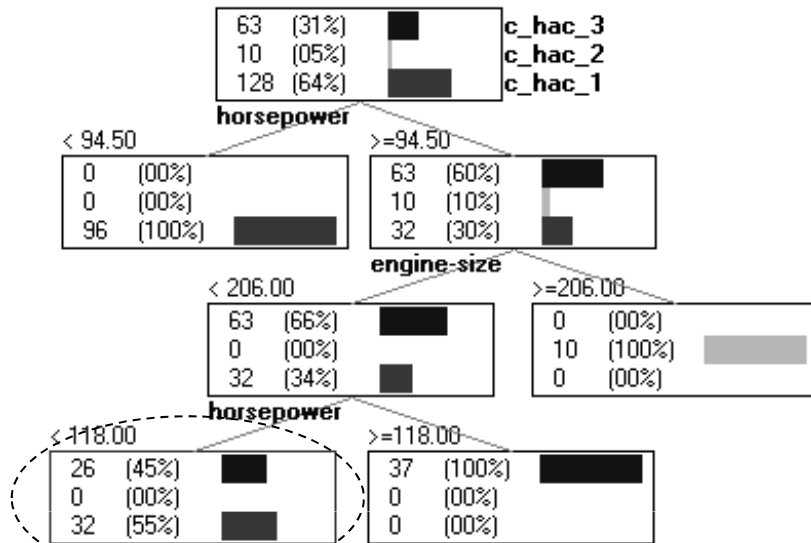 63 (31%) c_hac_3
10 (05%) c_hac_2
128 (64%) c_hac_1
horsepower
< 94.50 >=94.50
0 (00%) 63 (60%)
0 (00%) 10 (10%)
96 (100%) 32 (30%)
engine-size
< 206.00 >=206.00
63 (66%) 0 (00%)
0 (00%) 10 (100%)
32 (34%) 0 (00%)
horsepower
< 118.00 >=118.00
26 (45%) 37 (100%)
0 (00%) 0 (00%)
32 (55%) 0 (00%)